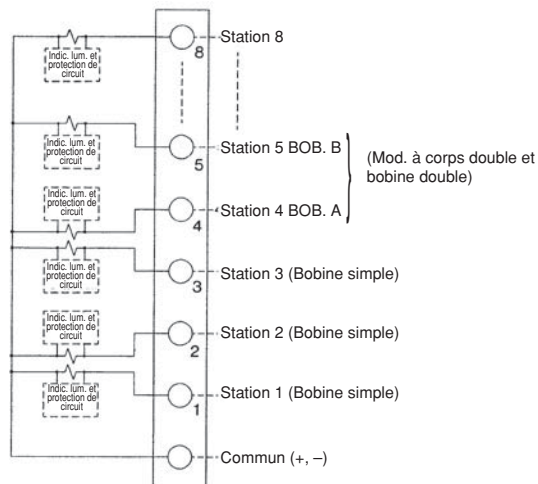 Indic. lum. et
protection de
circuit
8
Station 8
Indic. lum. et
protection de
circuit
5
Station 5 BOB. B
(Mod. à corps double et
bobine double)
Indic. lum. et
protection de
circuit
4
Station 4 BOB. A
Indic. lum. et
protection de
circuit
3
Station 3 (Bobine simple)
Indic. lum. et
protection de
circuit
2
Station 2 (Bobine simple)
Indic. lum. et
protection de
circuit
1
Station 1 (Bobine simple)
Commun (+, –)